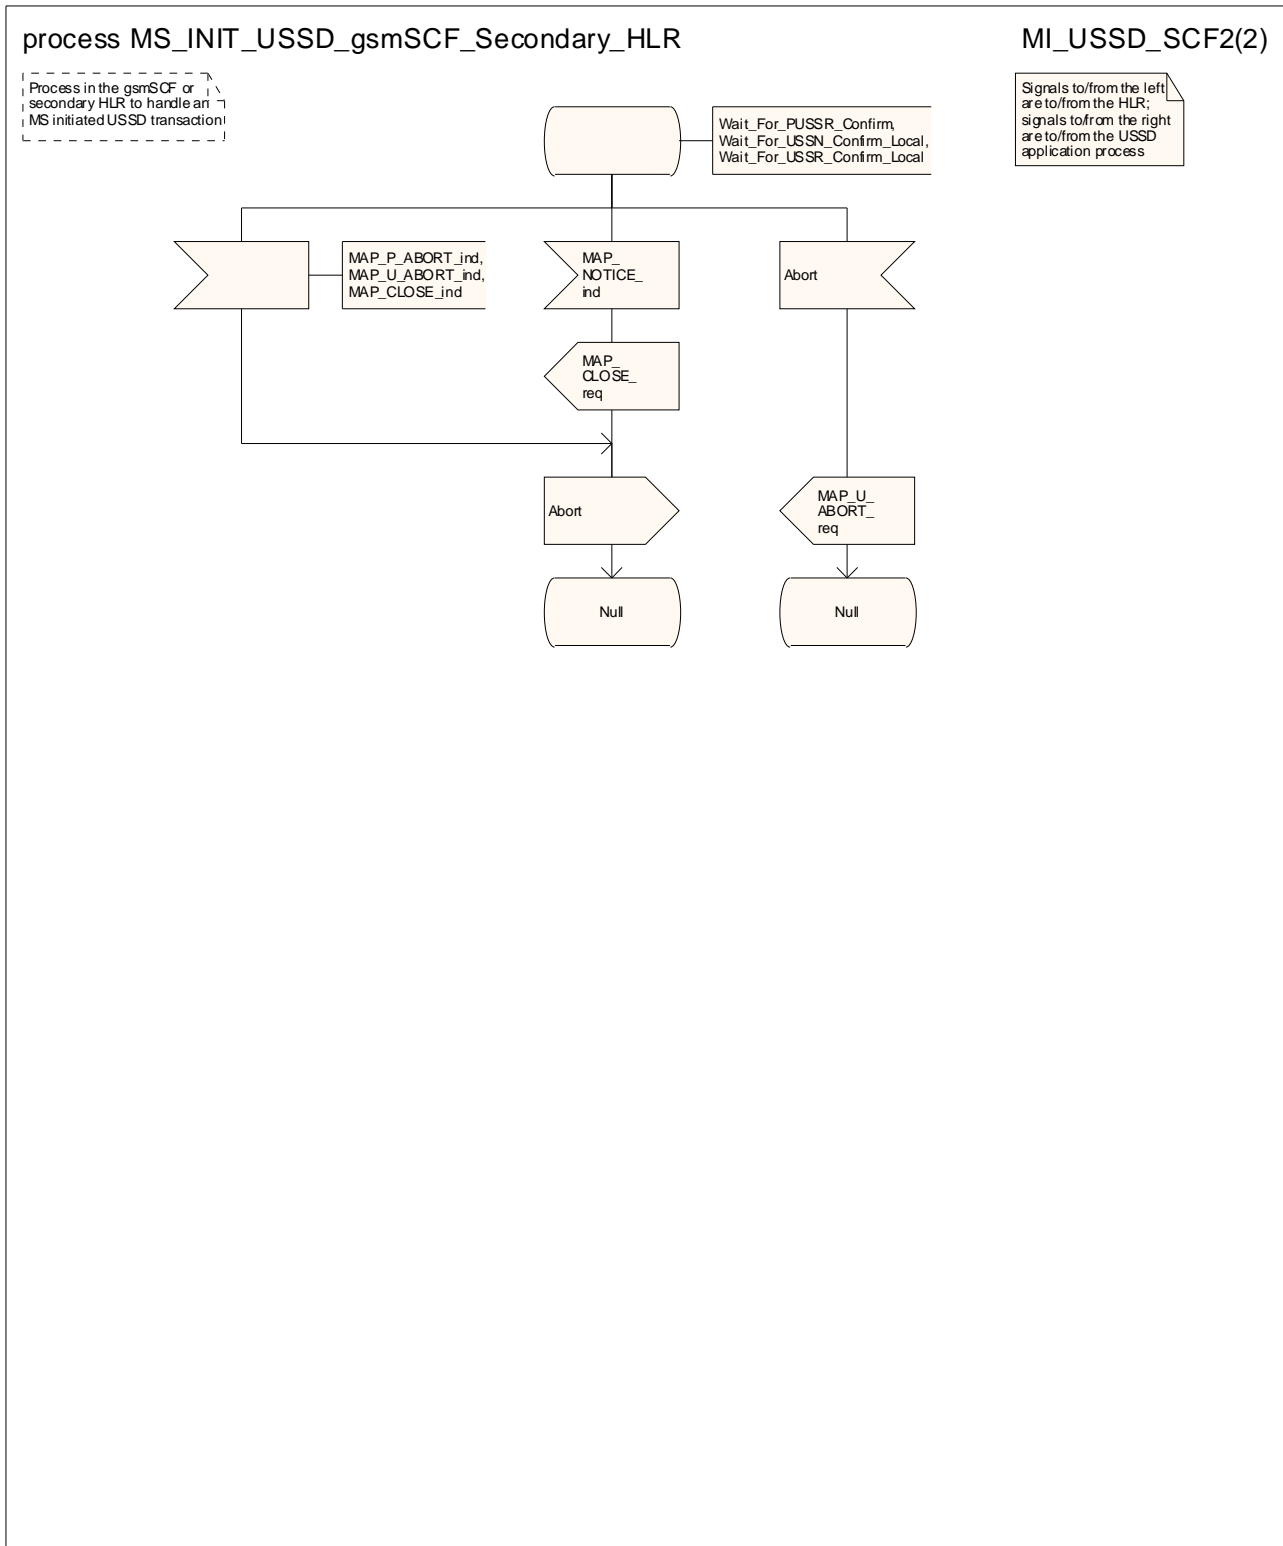 process MS_INIT_USSD_gsmSCF_Secondary_HLR
MI_USSD_SCF2(2)
Process in the gsmSCF or
secondary HLR to handle an
MS initiated USSD transaction
Signals to/from the left
are to/from the HLR;
signals to/from the right
are to/from the USSD
application process
Wait_For_PUSSR_Confirm,
Wait_For_USSN_Confirm_Local,
Wait_For_USSR_Confirm_Local
MAP_P_ABORT_ind,
MAP_U_ABORT_ind,
MAP_CLOSE_ind
MAP_
NOTICE_
ind
Abort
MAP_
CLOSE_
req
Abort
MAP_U_
ABORT_
req
Null
Null